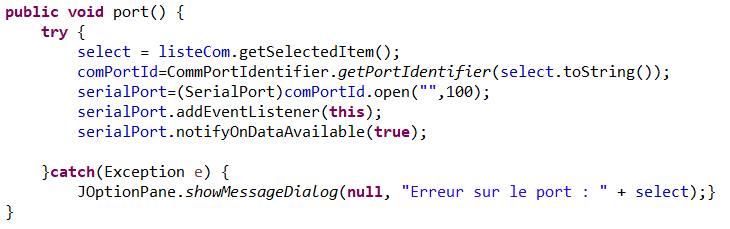 public void port() {
    try {
        select = listeCom.getSelectedItem();
        comPortId=CommPortIdentifier.getPortIdentifier(select.toString());
        serialPort=(SerialPort)comPortId.open("",100);
        serialPort.addEventListener(this);
        serialPort.notifyOnDataAvailable(true);

    }catch(Exception e) {
        JOptionPane.showMessageDialog(null, "Erreur sur le port : " + select);}
}